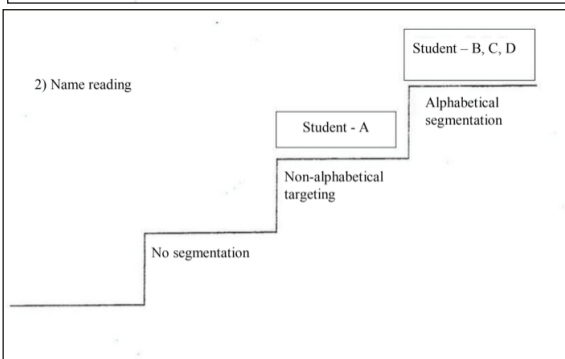 Student – B, C, D
2) Name reading
Alphabetical
segmentation
Student - A
Non-alphabetical
targeting
No segmentation